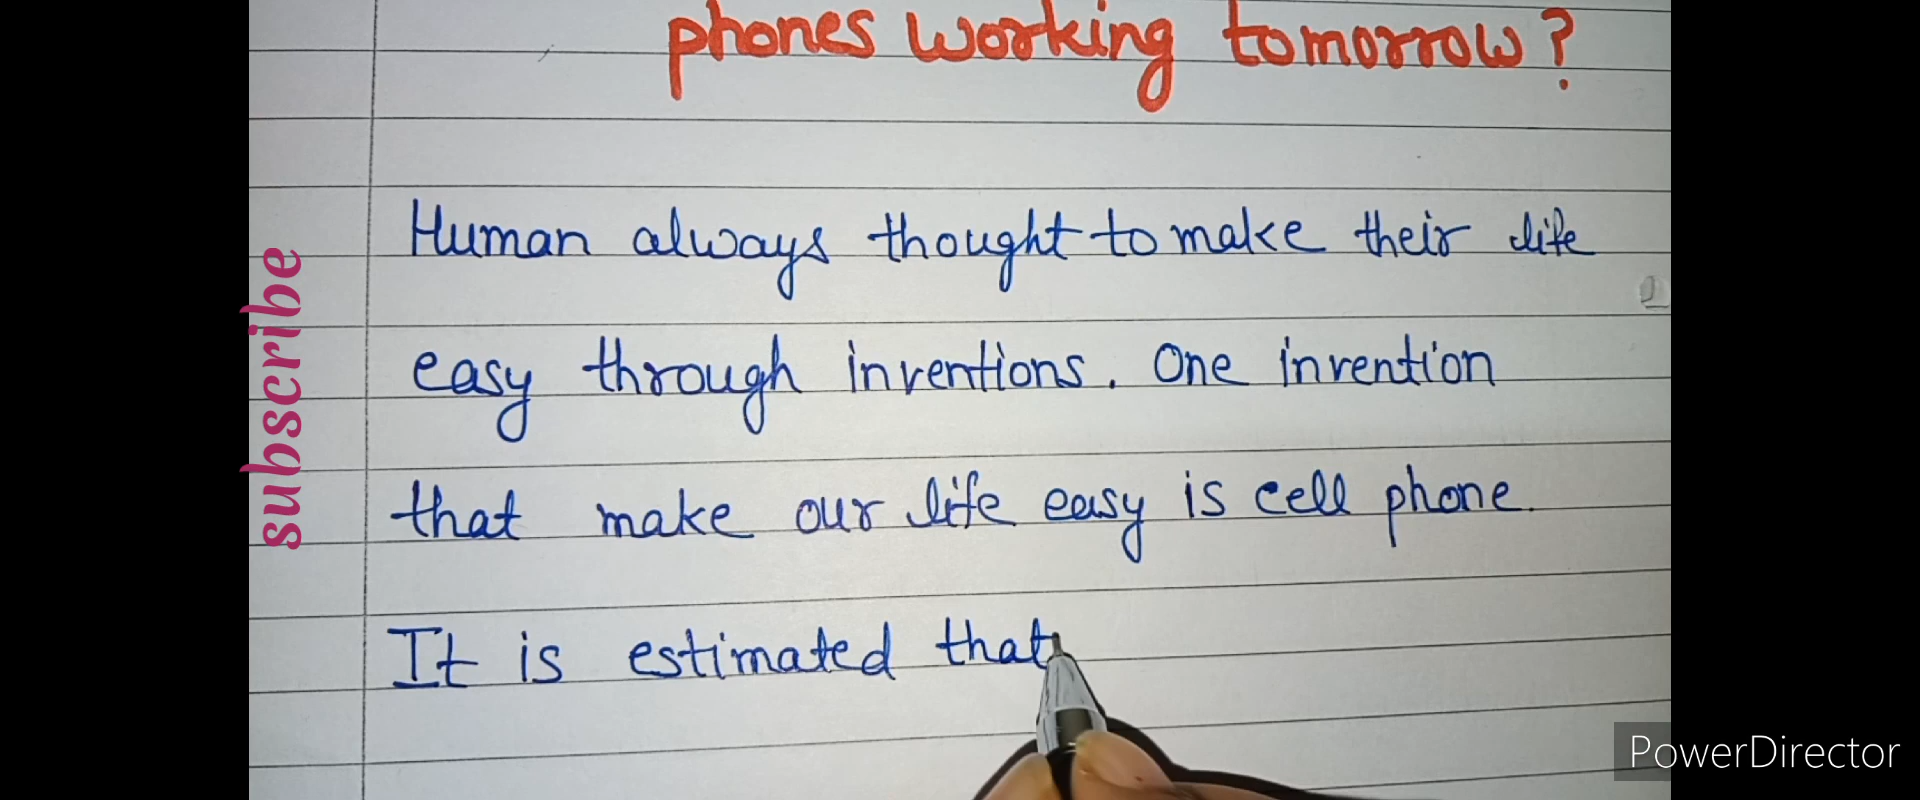 phones working tomorrow?
Human always thought to make their life
easy through inventions. One invention
that make our life easy is cell phone.
It is estimated that
subscribe
PowerDirector